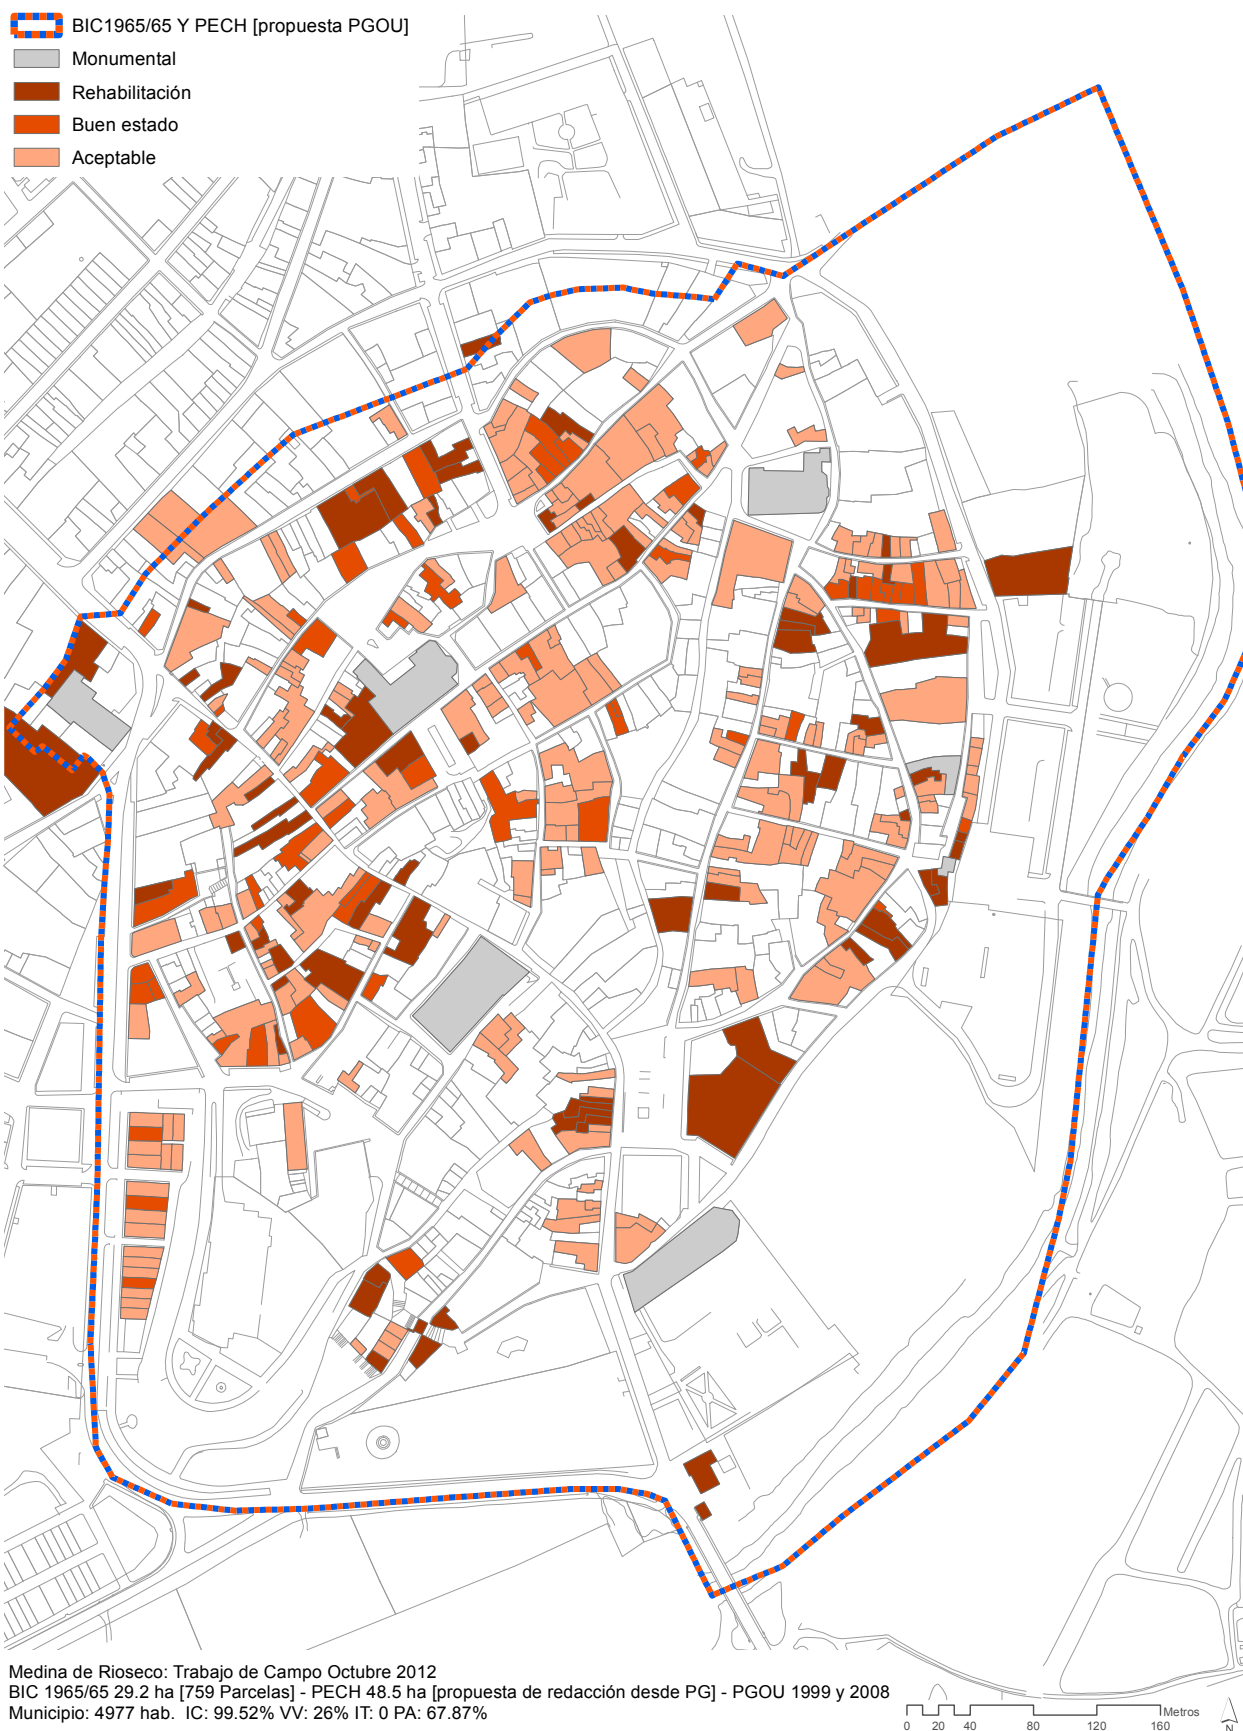 BIC1965/65 Y PECH [propuesta PGOU]
Monumental
Rehabilitación
Buen estado
Aceptable
Medina de Rioseco: Trabajo de Campo Octubre 2012
BIC 1965/65 29.2 ha [759 Parcelas] - PECH 48.5 ha [propuesta de redacción desde PG] - PGOU 1999 y 2008
Municipio: 4977 hab. IC: 99.52% VV: 26% IT: 0 PA: 67.87%
Metros
0 20 40 80 120 160
N